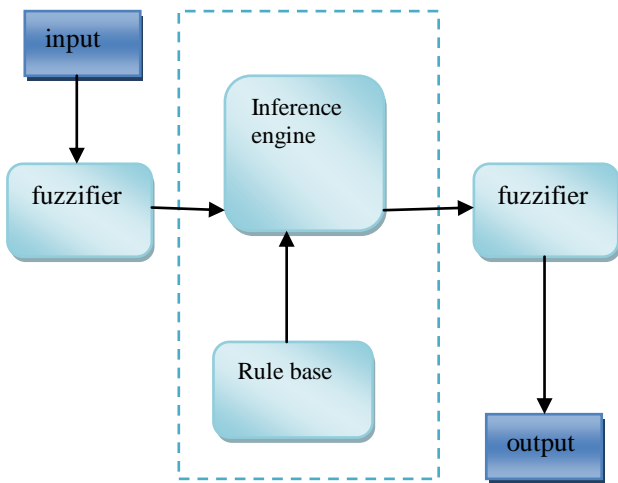 input
fuzzifier
Inference
engine
Rule base
fuzzifier
output